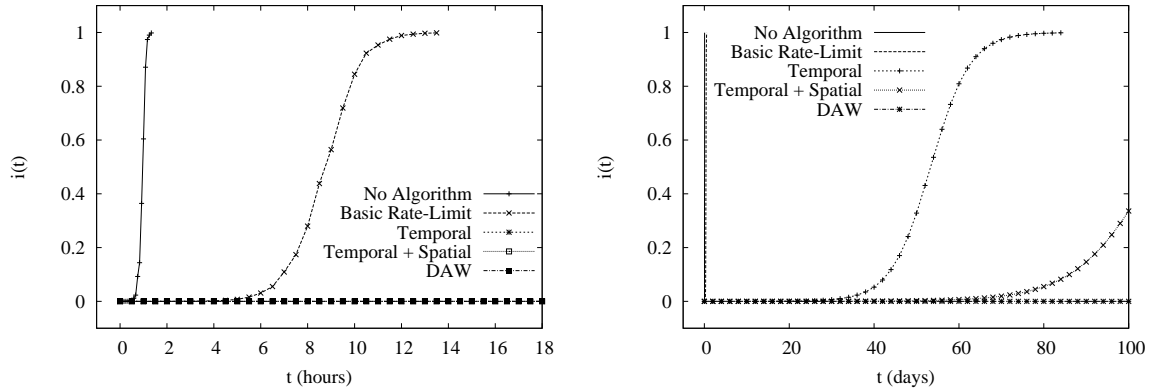 1
0.8
0.6
0.4
0.2
0
i(t)
No Algorithm
Basic Rate-Limit
Temporal
Temporal + Spatial
DAW
0 2 4 6 8 10 12 14 16 18
t (hours)
1
0.8
0.6
0.4
0.2
0
i(t)
No Algorithm
Basic Rate-Limit
Temporal
Temporal + Spatial
DAW
0 20 40 60 80 100
t (days)